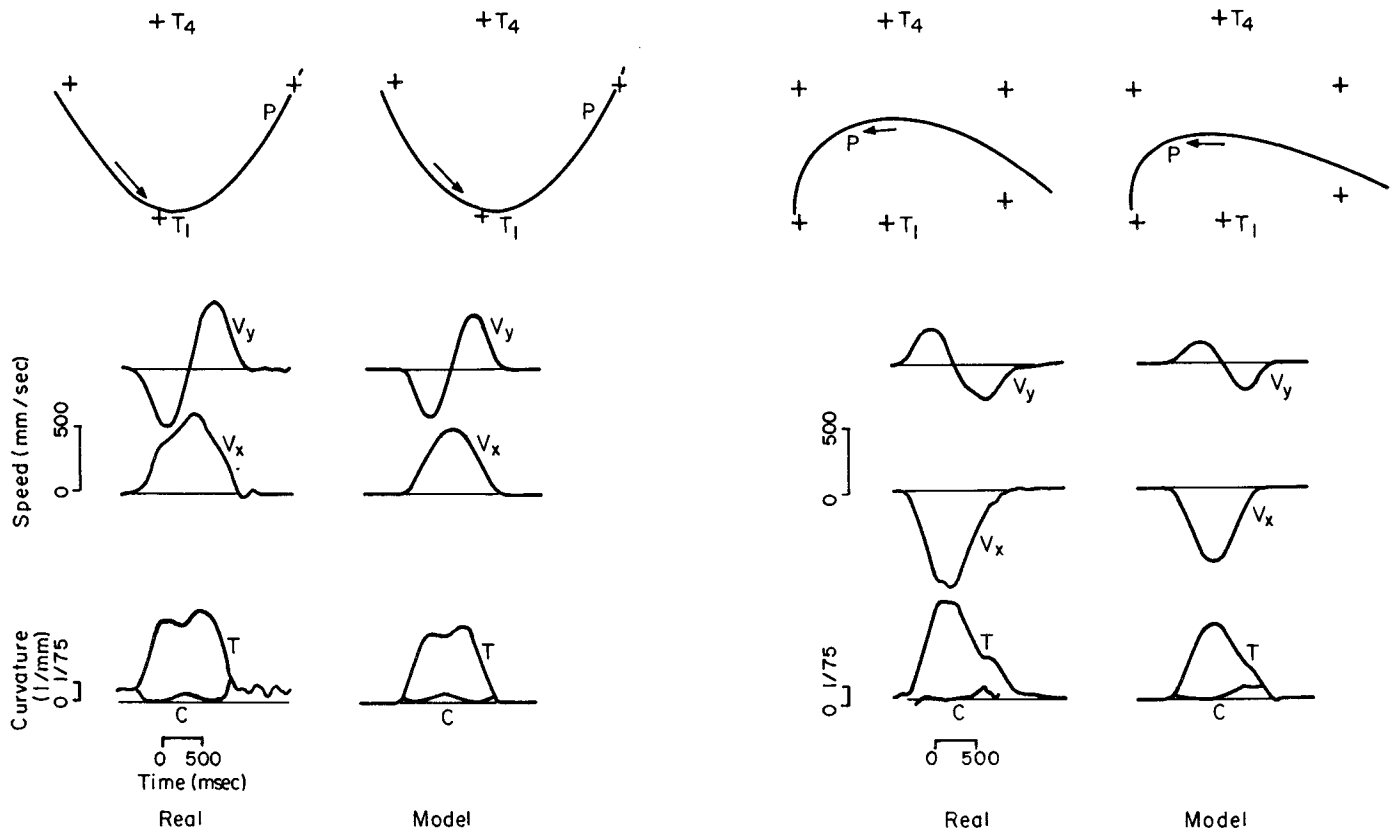 +T4 +T4 +T4 +T4
+ +' + +' + + + +
P P P P
+ +
+T1 +T1 + +T1 + +T1
Vy Vy Vy Vy
Speed (mm/sec)
500 500
0 0
Vx Vx Vx Vx
Curvature
(1/mm)
0 1/75 0 1/75
T T T T
C C C C
0 500 0 500
Time (msec)
Real Model Real Model